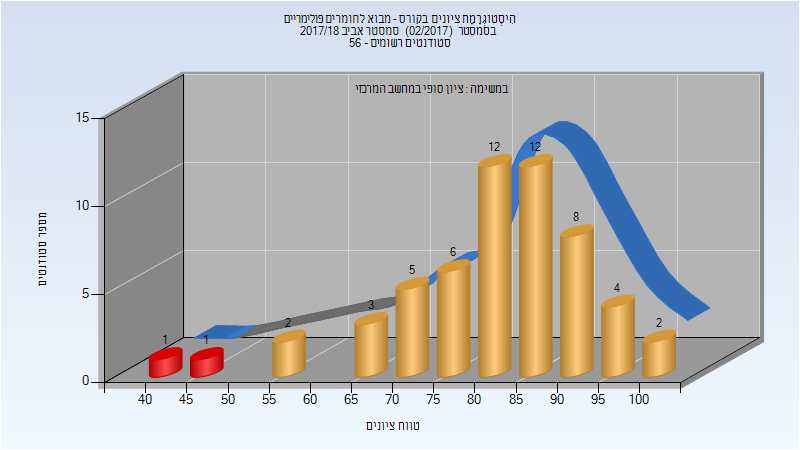 היסטוגרמת ציונים בקורס - מבוא לחומרים פולימריים
בסמסטר (02/2017) סמסטר אביב 2017/18
סטודנטים רשומים - 56
במשימה : ציון סופי במחשב המרכזי
מספר סטודנטים
15
10
5
0
1
1
2
3
5
6
12
12
8
4
2
40 45 50 55 60 65 70 75 80 85 90 95 100
טווח ציונים